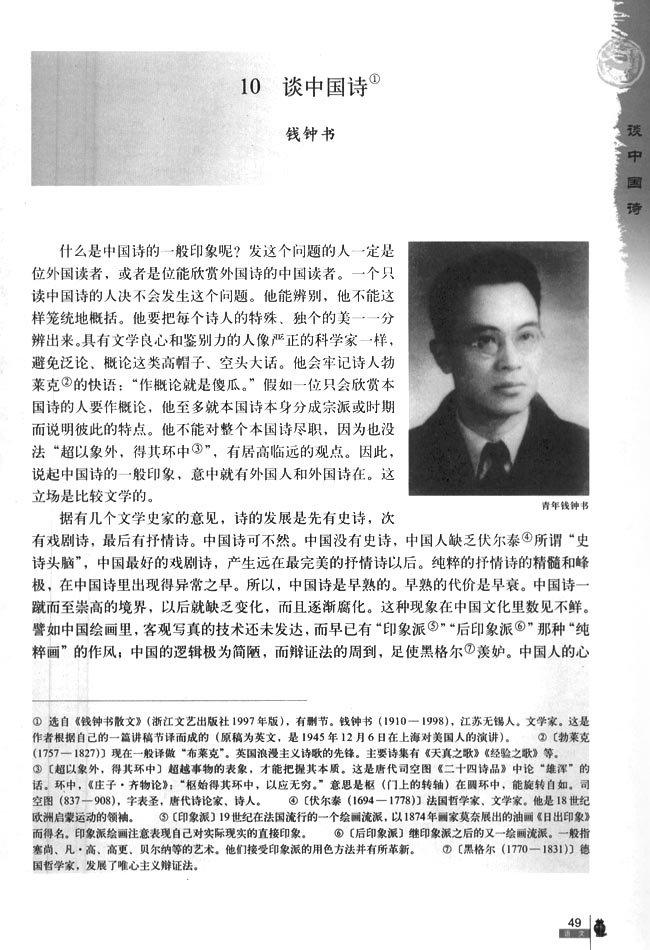 10 谈中国诗①
钱钟书
谈中国诗
什么是中国诗的一般印象呢？发这个问题的人一定是
位外国读者，或者是位能欣赏外国诗的中国读者。一个只
读中国诗的人决不会发生这个问题。他能辨别，他不能这
样笼统地概括。他要把每个诗人的特殊、独个的美一一分
辨出来。具有文学良心和鉴别力的人像严正的科学家一样，
避免泛论、概论这类高帽子、空头大话。他会牢记诗人勃
莱克②的快语：“作概论就是傻瓜。”假如一位只会欣赏本
国诗的人要作概论，他至多就本国诗本身分成宗派或时期
而说明彼此的特点。他不能对整个本国诗尽职，因为也没
法“超以象外，得其环中③”，有居高临远的观点。因此，
说起中国诗的一般印象，意中就有外国人和外国诗在。这
立场是比较文学的。
青年钱钟书
据有几个文学史家的意见，诗的发展是先有史诗，次
有戏剧诗，最后有抒情诗。中国诗可不然。中国没有史诗，中国人缺乏伏尔泰④所谓“史
诗头脑”，中国最好的戏剧诗，产生远在最完美的抒情诗以后。纯粹的抒情诗的精髓和峰
极，在中国诗里出现得异常之早。所以，中国诗是早熟的。早熟的代价是早衰。中国诗一
蹴而至崇高的境界，以后就缺乏变化，而且逐渐腐化。这种现象在中国文化里数见不鲜。
譬如中国绘画里，客观写真的技术还未发达，而早已有“印象派⑤”“后印象派⑥”那种“纯
粹画”的作风；中国的逻辑极为简陋，而辩证法的周到，足使黑格尔⑦羡妒。中国人的心
① 选自《钱钟书散文》（浙江文艺出版社1997年版），有删节。钱钟书（1910—1998），江苏无锡人。文学家。这是
作者根据自己的一篇讲稿节译而成的（原稿为英文，是1945年12月6日在上海对美国人的演讲）。 ②〔勃莱克
（1757—1827）〕现在一般译做“布莱克”。英国浪漫主义诗歌的先锋。主要诗集有《天真之歌》《经验之歌》等。
③〔超以象外，得其环中〕超越事物的表象，才能把握其本质。这是唐代司空图《二十四诗品》中论“雄浑”的
话。环中，《庄子·齐物论》：“枢始得其环中，以应无穷。”意思是枢（门上的转轴）在圆环中，能旋转自如。司
空图（837—908），字表圣，唐代诗论家、诗人。 ④〔伏尔泰（1694—1778）〕法国哲学家、文学家。他是18世纪
欧洲启蒙运动的领袖。 ⑤〔印象派〕19世纪在法国流行的一个绘画流派，以1874年画家莫奈展出的油画《日出印象》
而得名。印象派绘画注意表现自己对实际现实的直接印象。 ⑥〔后印象派〕继印象派之后的又一绘画流派。一般指
塞尚、凡·高、高更、贝尔纳等的艺术。他们接受印象派的用色方法并有所革新。 ⑦〔黑格尔（1770—1831）〕德
国哲学家，发展了唯心主义辩证法。
49
语文